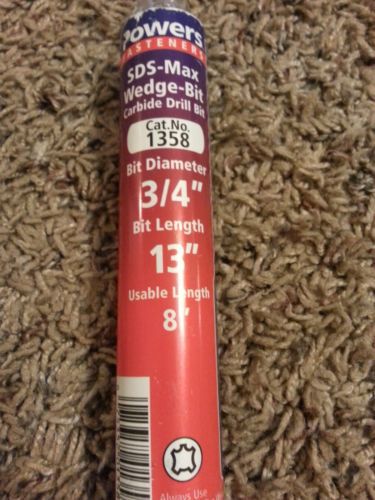 Powers
FASTENERS
SDS-Max
Wedge-Bit
Carbide Drill Bit
Cat.No.
1358
Bit Diameter
3/4"
Bit Length
13"
Usable Length
8"
Always Use